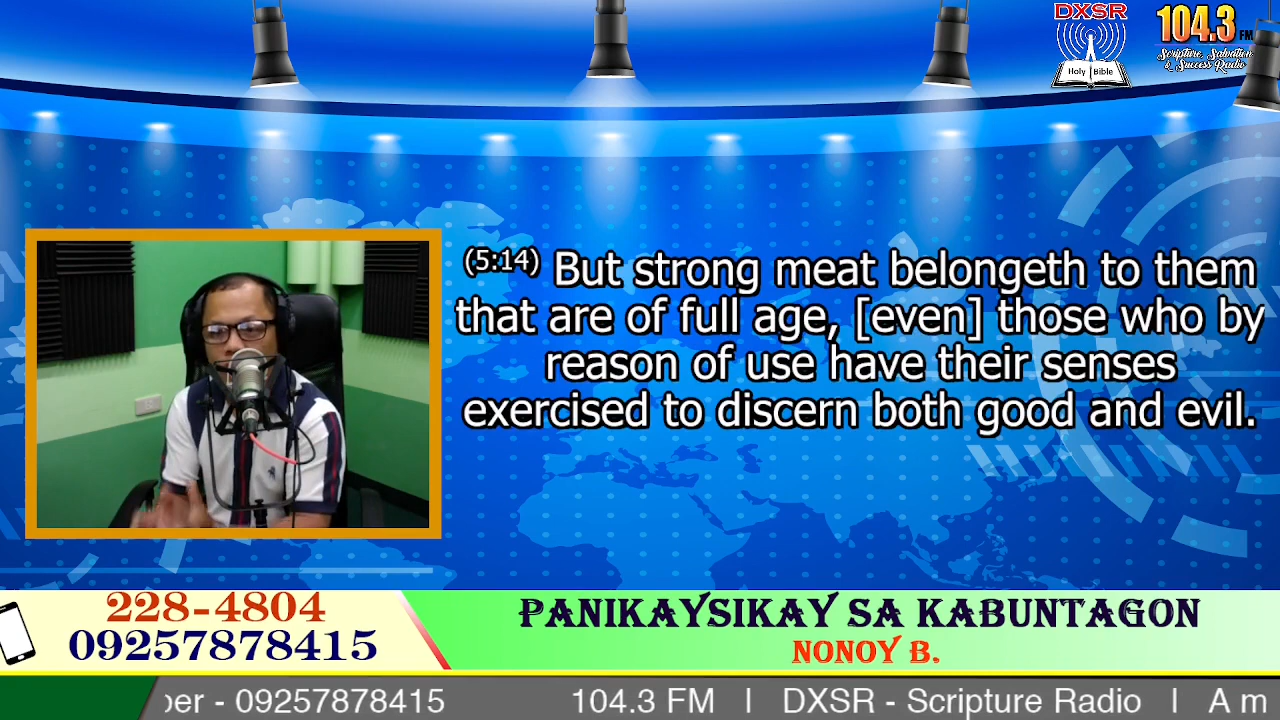 DXSR
Holy Bible
104.3 FM
Scripture, Salvation
& Success Radio
(5:14) But strong meat belongeth to them
that are of full age, [even] those who by
reason of use have their senses
exercised to discern both good and evil.
228-4804
09257878415
PANIKAYSIKAY SA KABUNTAGON
NONOY B.
per - 09257878415 104.3 FM I DXSR - Scripture Radio I A m